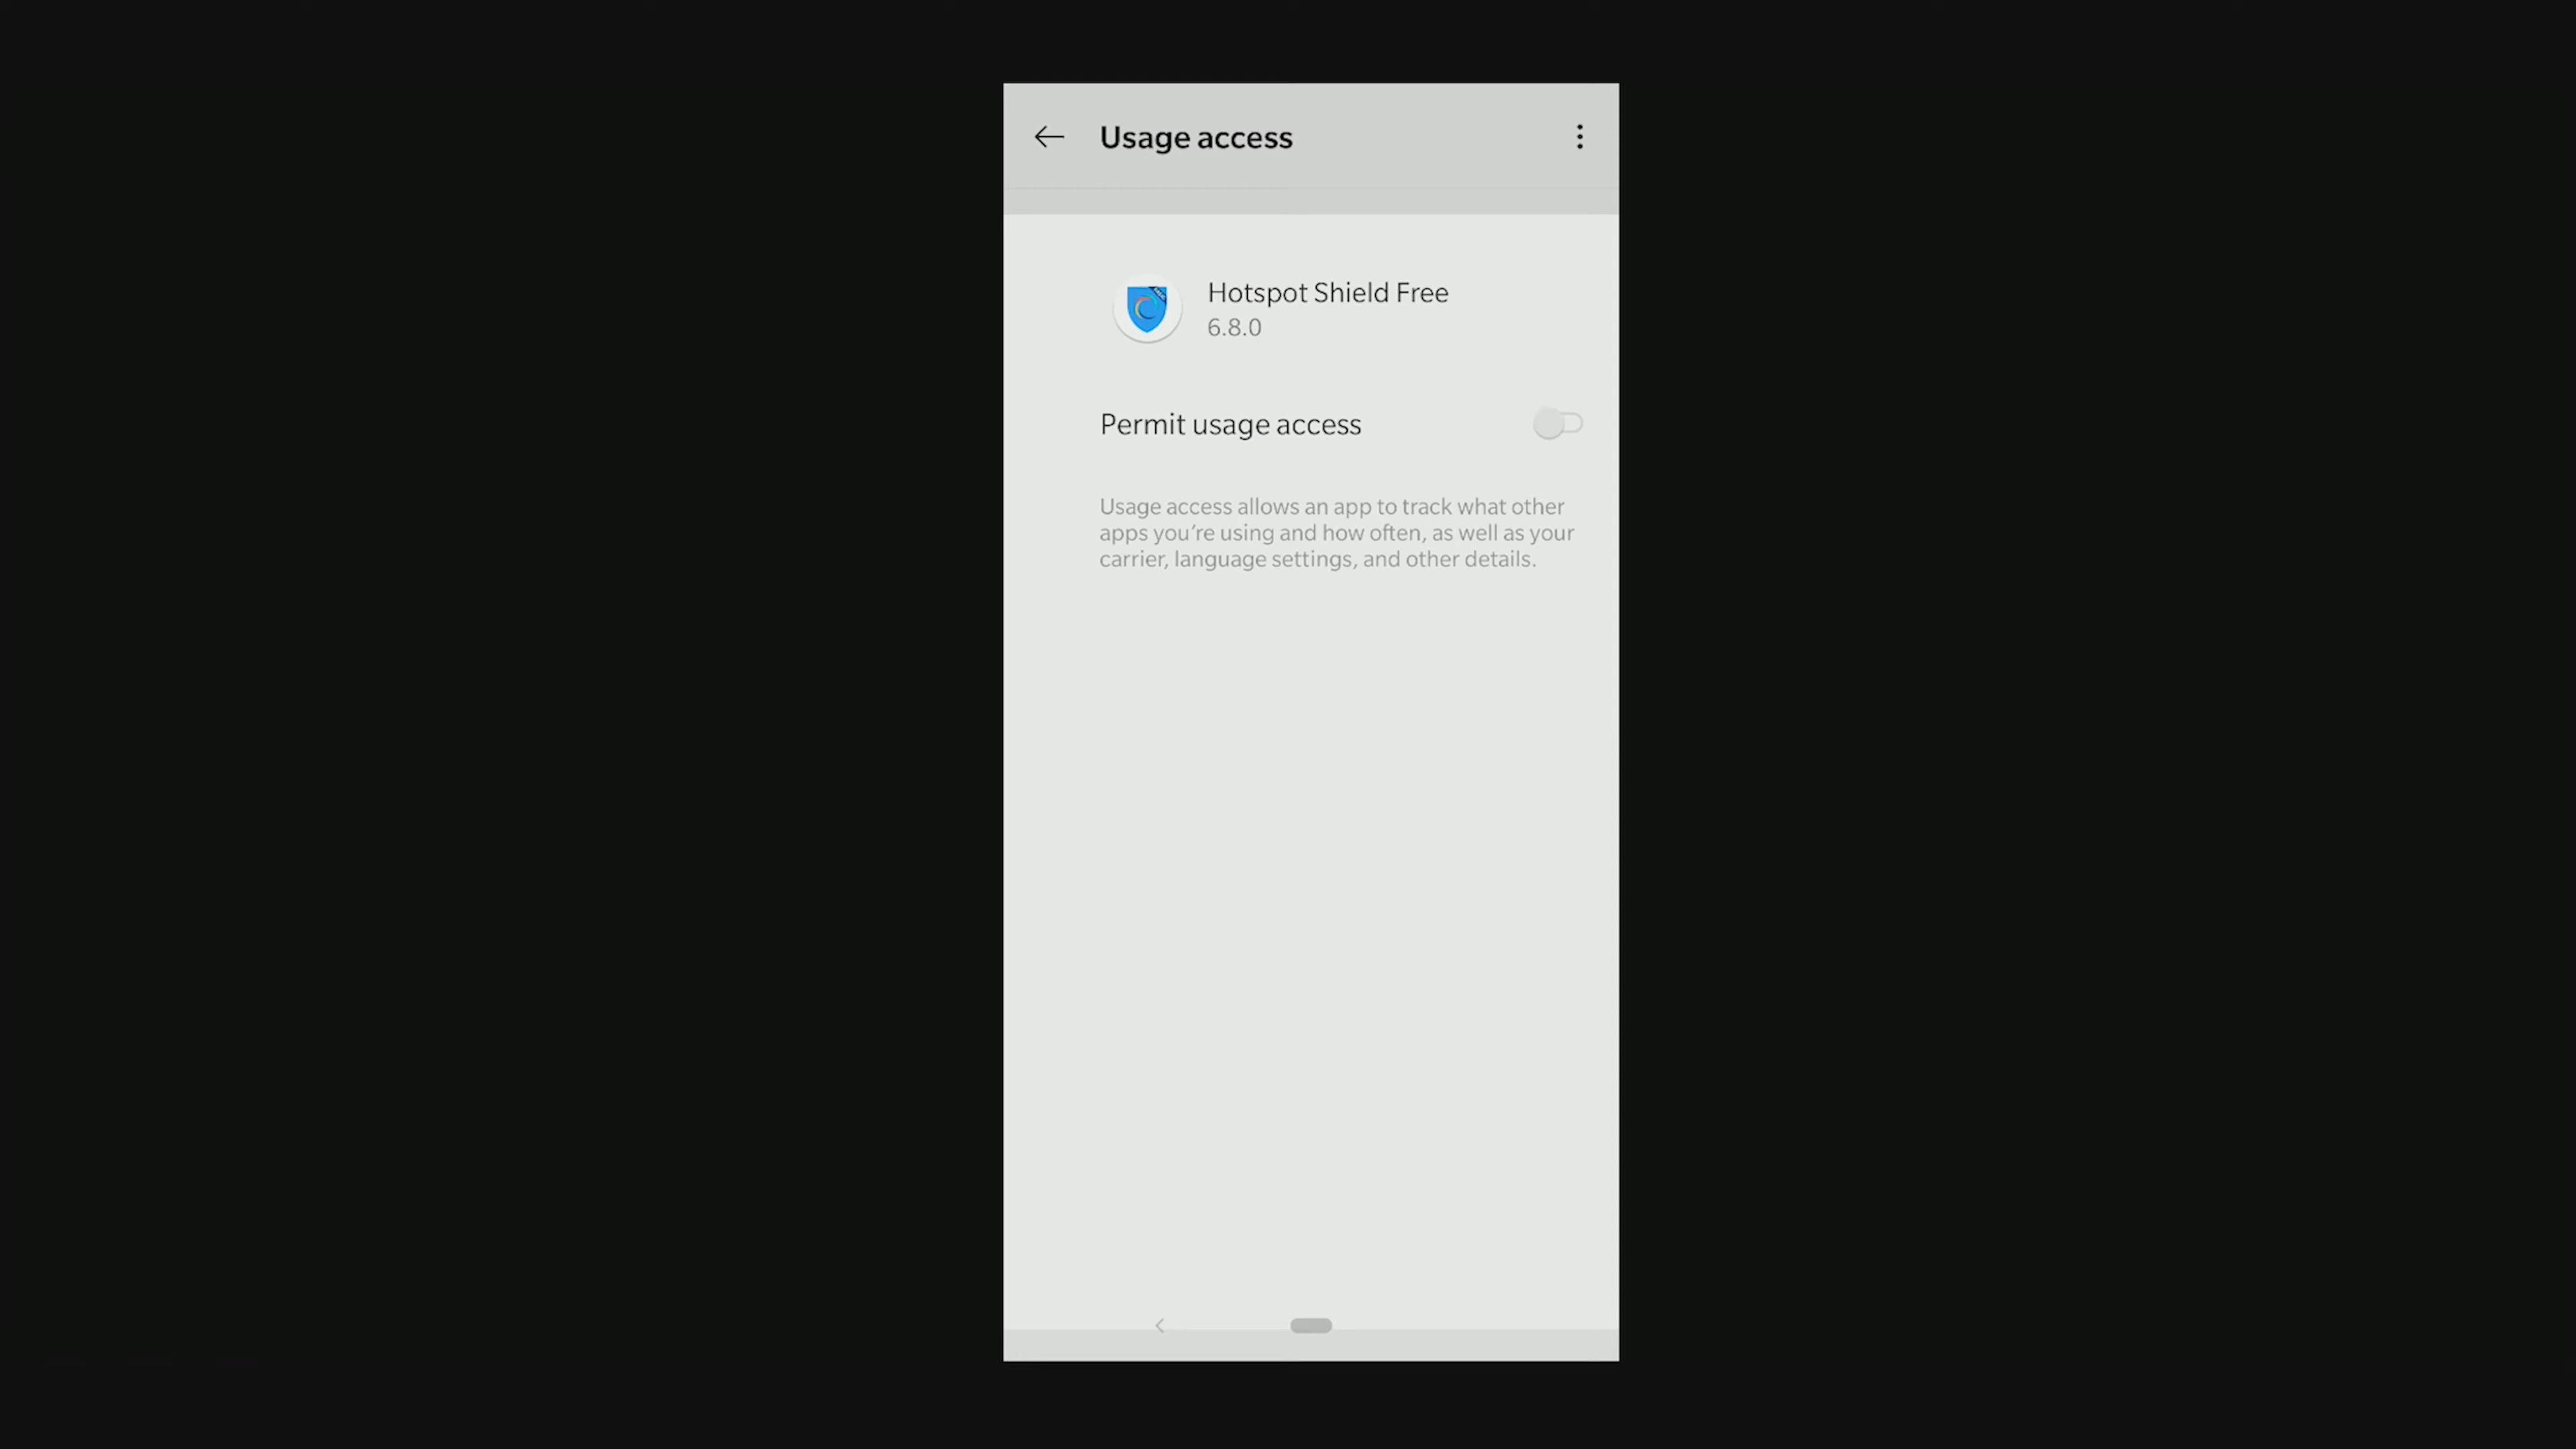 Usage access
Hotspot Shield Free
6.8.0
Permit usage access
Usage access allows an app to track what other
apps you're using and how often, as well as your
carrier, language settings, and other details.